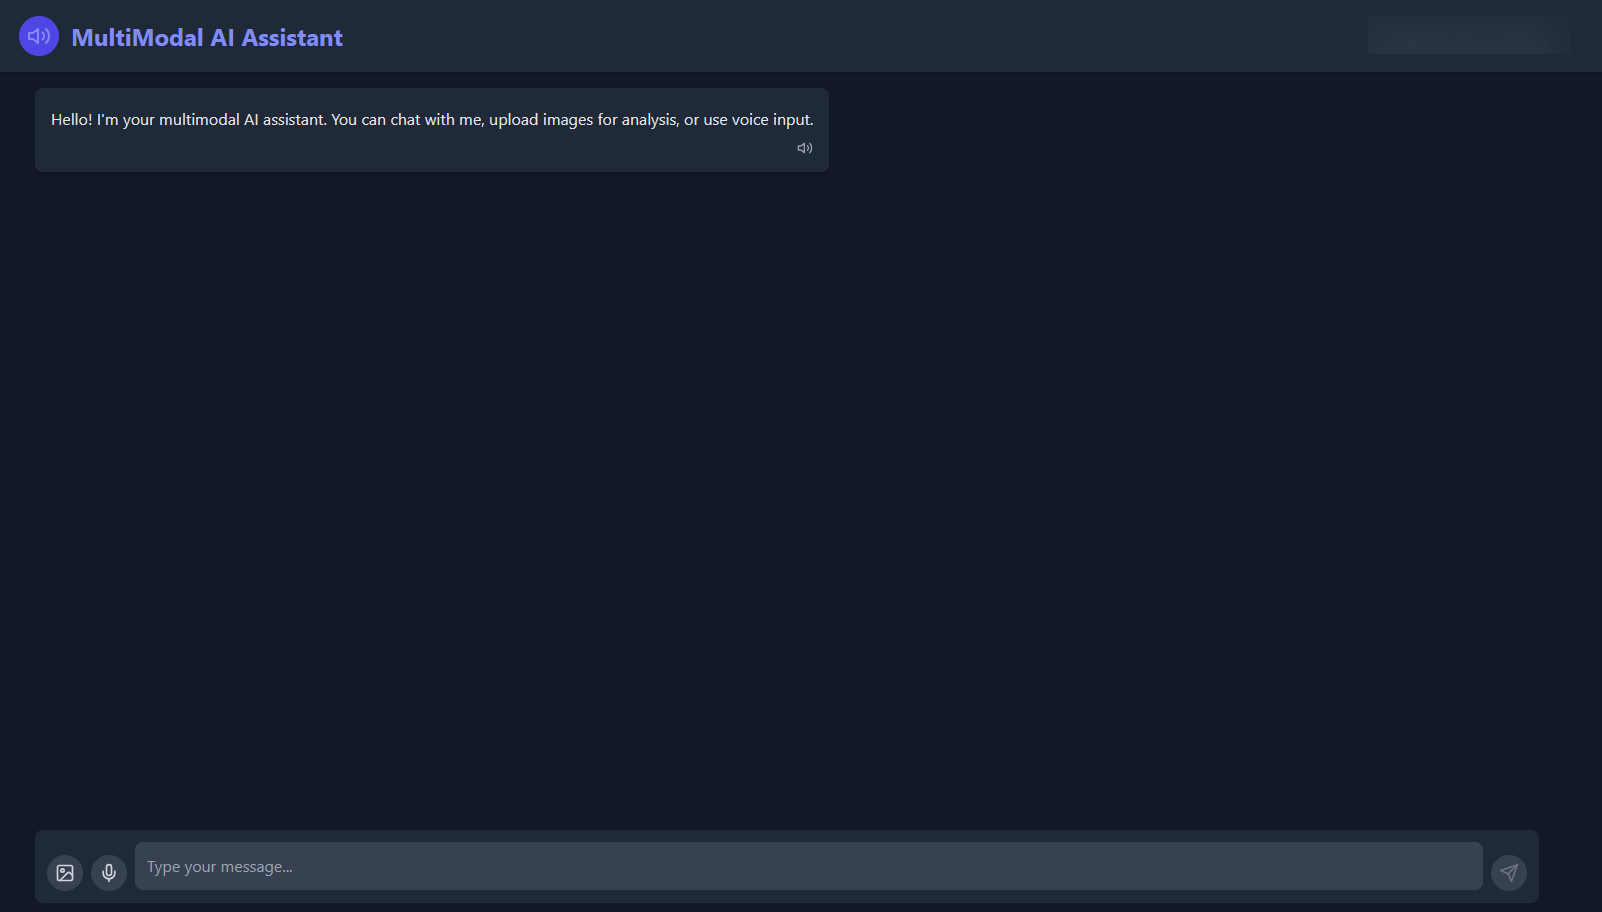 MultiModal AI Assistant
Hello! I'm your multimodal AI assistant. You can chat with me, upload images for analysis, or use voice input.
Type your message...